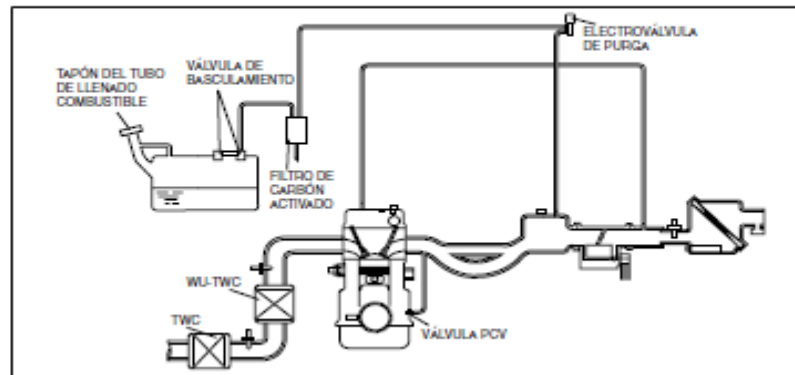 ELECTROVÁLVULA
DE PURGA
TAPÓN DEL TUBO
DE LLENADO
COMBUSTIBLE
VÁLVULA DE
BASCULAMIENTO
FILTRO DE
CARBÓN
ACTIVADO
WU-TWC
TWC
VÁLVULA PCV